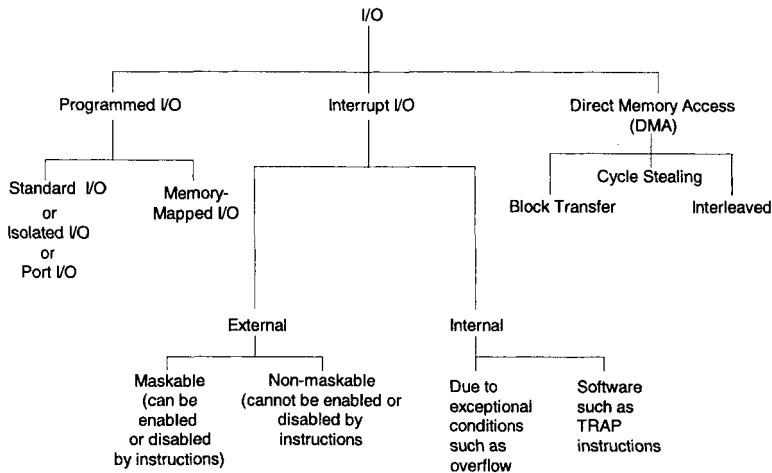 I/O
Programmed I/O
Interrupt I/O
Direct Memory Access
(DMA)
Standard I/O
or
Isolated I/O
or
Port I/O
Memory-
Mapped I/O
Block Transfer
Cycle Stealing
Interleaved
External
Internal
Maskable
(can be
enabled
or disabled
by instructions)
Non-maskable
(cannot be enabled or
disabled by
instructions
Due to
exceptional
conditions
such as
overflow
Software
such as
TRAP
instructions